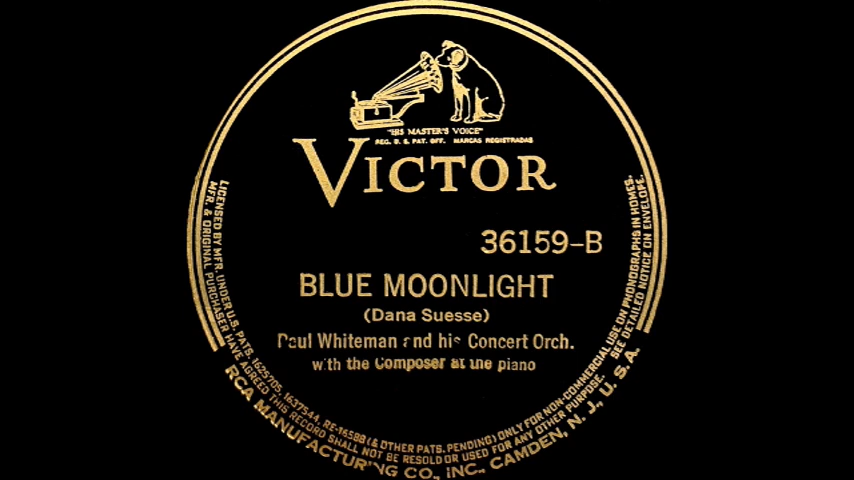 "HIS MASTER'S VOICE"
REG. U. S. PAT. OFF. MARCAS REGISTRADAS
VICTOR
36159-B
BLUE MOONLIGHT
(Dana Suesse)
Paul Whiteman and his Concert Orch.
with the Composer at the piano
LICENSED BY MFR. UNDER U.S. PATS. 1625705, 1637544, RE-16588 (& OTHER PATS. PENDING) ONLY FOR NON-COMMERCIAL USE ON PHONOGRAPHS IN HOMES.
MFR. & ORIGINAL PURCHASER HAVE AGREED THIS RECORD SHALL NOT BE RESOLD OR USED FOR ANY OTHER PURPOSE. SEE DETAILED NOTICE ON ENVELOPE.
RCA MANUFACTURING CO., INC., CAMDEN, N. J., U. S. A.